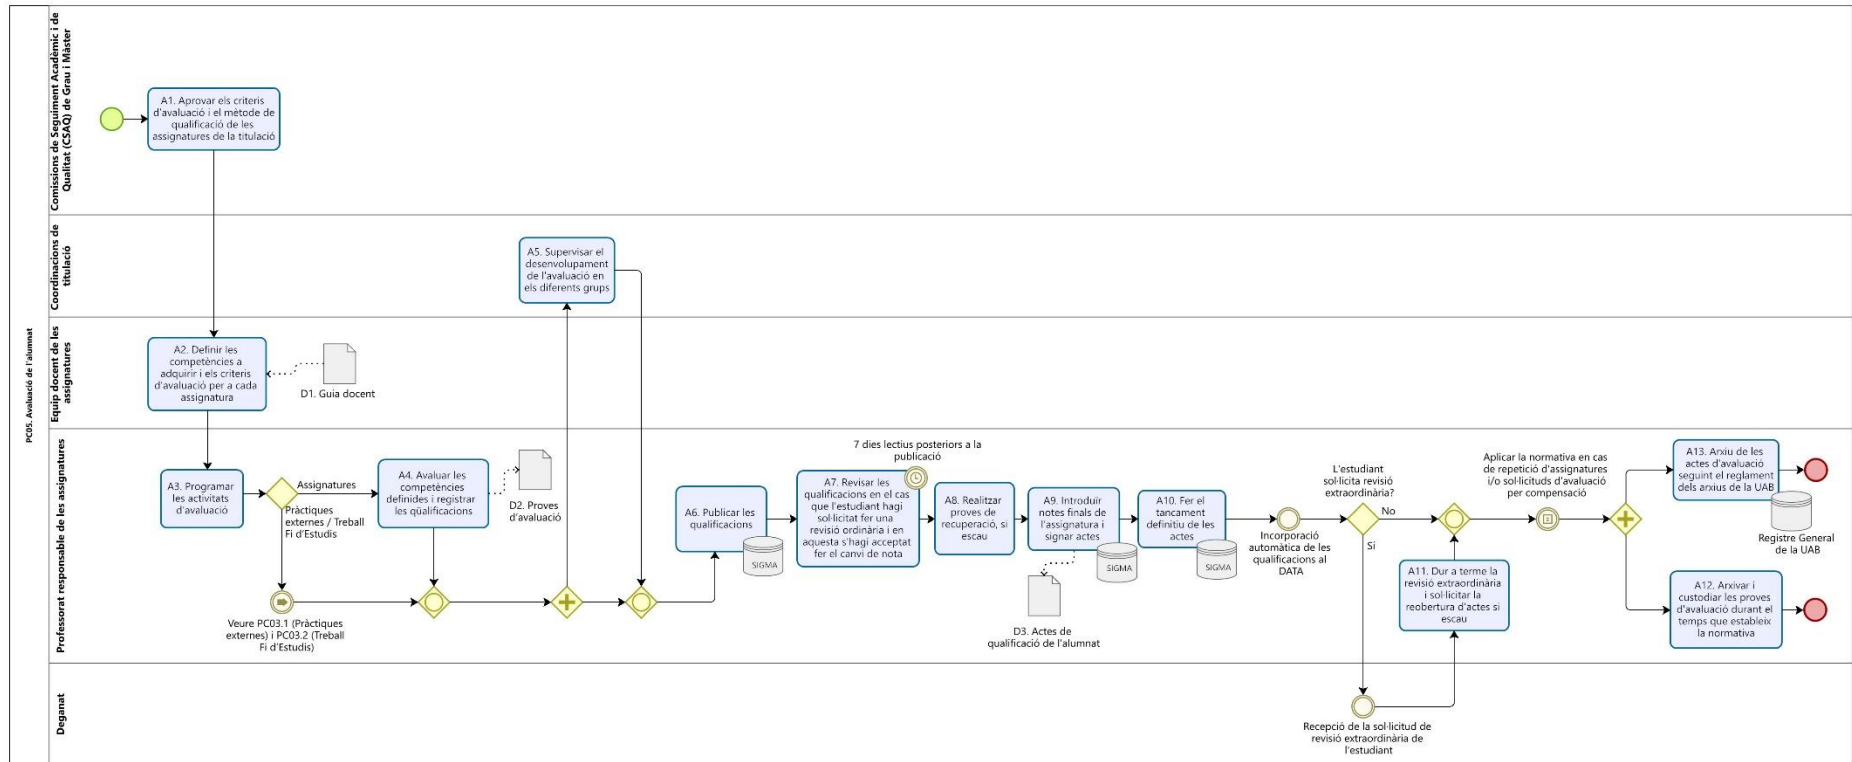 PC05. Avaluació de l'alumnat
Comissions de Seguiment Acadèmic i de
Qualitat (CSAQ) de Grau i Màster
A1. Aprovar els criteris
d'avaluació i el mètode de
qualificació de les
assignatures de la titulació
Coordinacions de
titulació
A5. Supervisar el
desenvolupament
de l'avaluació en
els diferents grups
Equip docent de les
assignatures
A2. Definir les
competències a
adquirir i els criteris
d'avaluació per a cada
assignatura
D1. Guia docent
Professorat responsable de les assignatures
A3. Programar
les activitats
d'avaluació
Assignatures
Pràctiques
externes / Treball
Fi d'Estudis
Veure PC03.1 (Pràctiques
externes) i PC03.2 (Treball
Fi d'Estudis)
A4. Avaluar les
competències
definides i registrar
les qüalificacions
D2. Proves
d'avaluació
A6. Publicar les
qualificacions
SIGMA
7 dies lectius posteriors a la
publicació
A7. Revisar les
qualificacions en el cas
que l'estudiant hagi
sol·licitat fer una
revisió ordinària i en
aquesta s'hagi acceptat
fer el canvi de nota
A8. Realitzar
proves de
recuperació, si
escau
A9. Introduïr
notes finals de
l'assignatura i
signar actes
SIGMA
D3. Actes de
qualificació de l'alumnat
A10. Fer el
tancament
definitiu de les
actes
SIGMA
Incorporació
automàtica de les
qualificacions al
DATA
L'estudiant
sol·licita revisió
extraordinària?
No
Si
A11. Dur a terme la
revisió extraordinària
i sol·licitar la
reobertura d'actes si
escau
Aplicar la normativa en cas
de repetició d'assignatures
i/o sol·licituds d'avaluació
per compensació
A13. Arxiu de les
actes d'avaluació
seguint el reglament
dels arxius de la UAB
Registre General
de la UAB
A12. Arxivar i
custodiar les proves
d'avaluació durant el
temps que estableix
la normativa
Deganat
Recepció de la sol·licitud de
revisió extraordinària de
l'estudiant